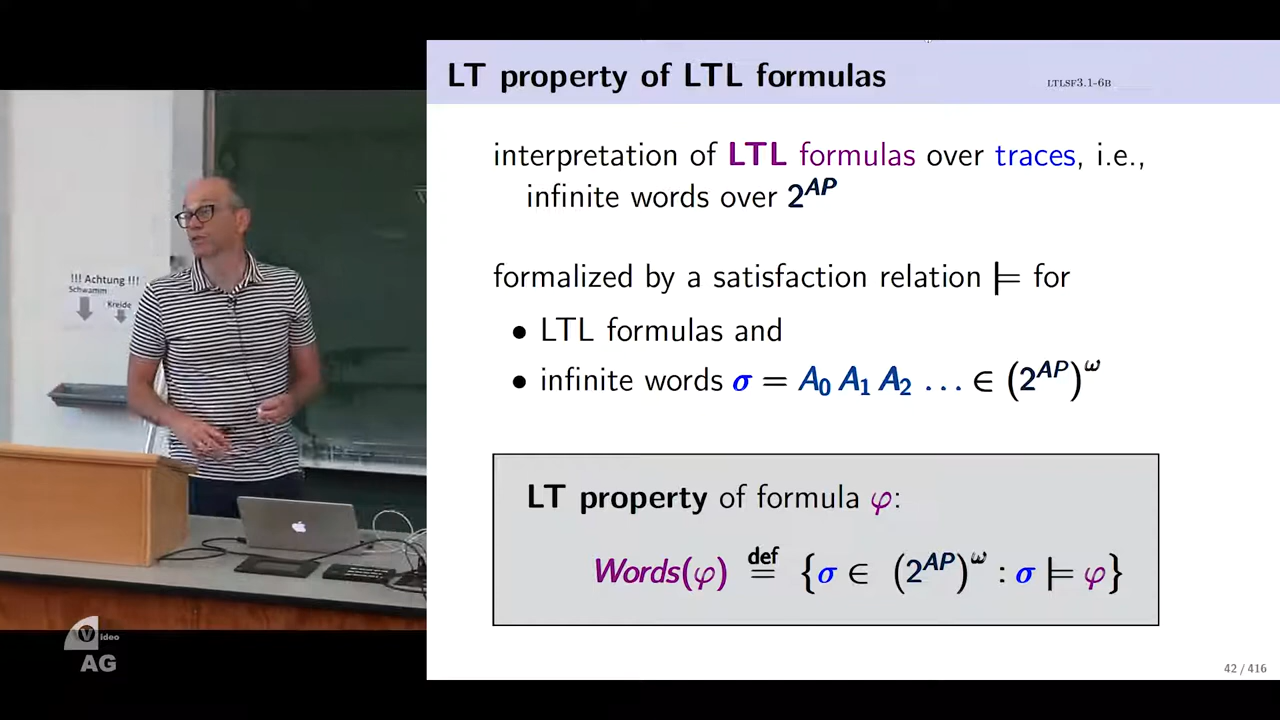 LT property of LTL formulas
LTLSF3.1-6B
interpretation of LTL formulas over traces, i.e.,
infinite words over 2^AP
formalized by a satisfaction relation ⊨ for
• LTL formulas and
• infinite words σ = A₀ A₁ A₂ … ∈ (2^AP)^ω
LT property of formula φ:
Words(φ) def= {σ ∈ (2^AP)^ω : σ ⊨ φ}
42 / 416
!!! Achtung !!!
Schwamm
Kreide
Video
AG